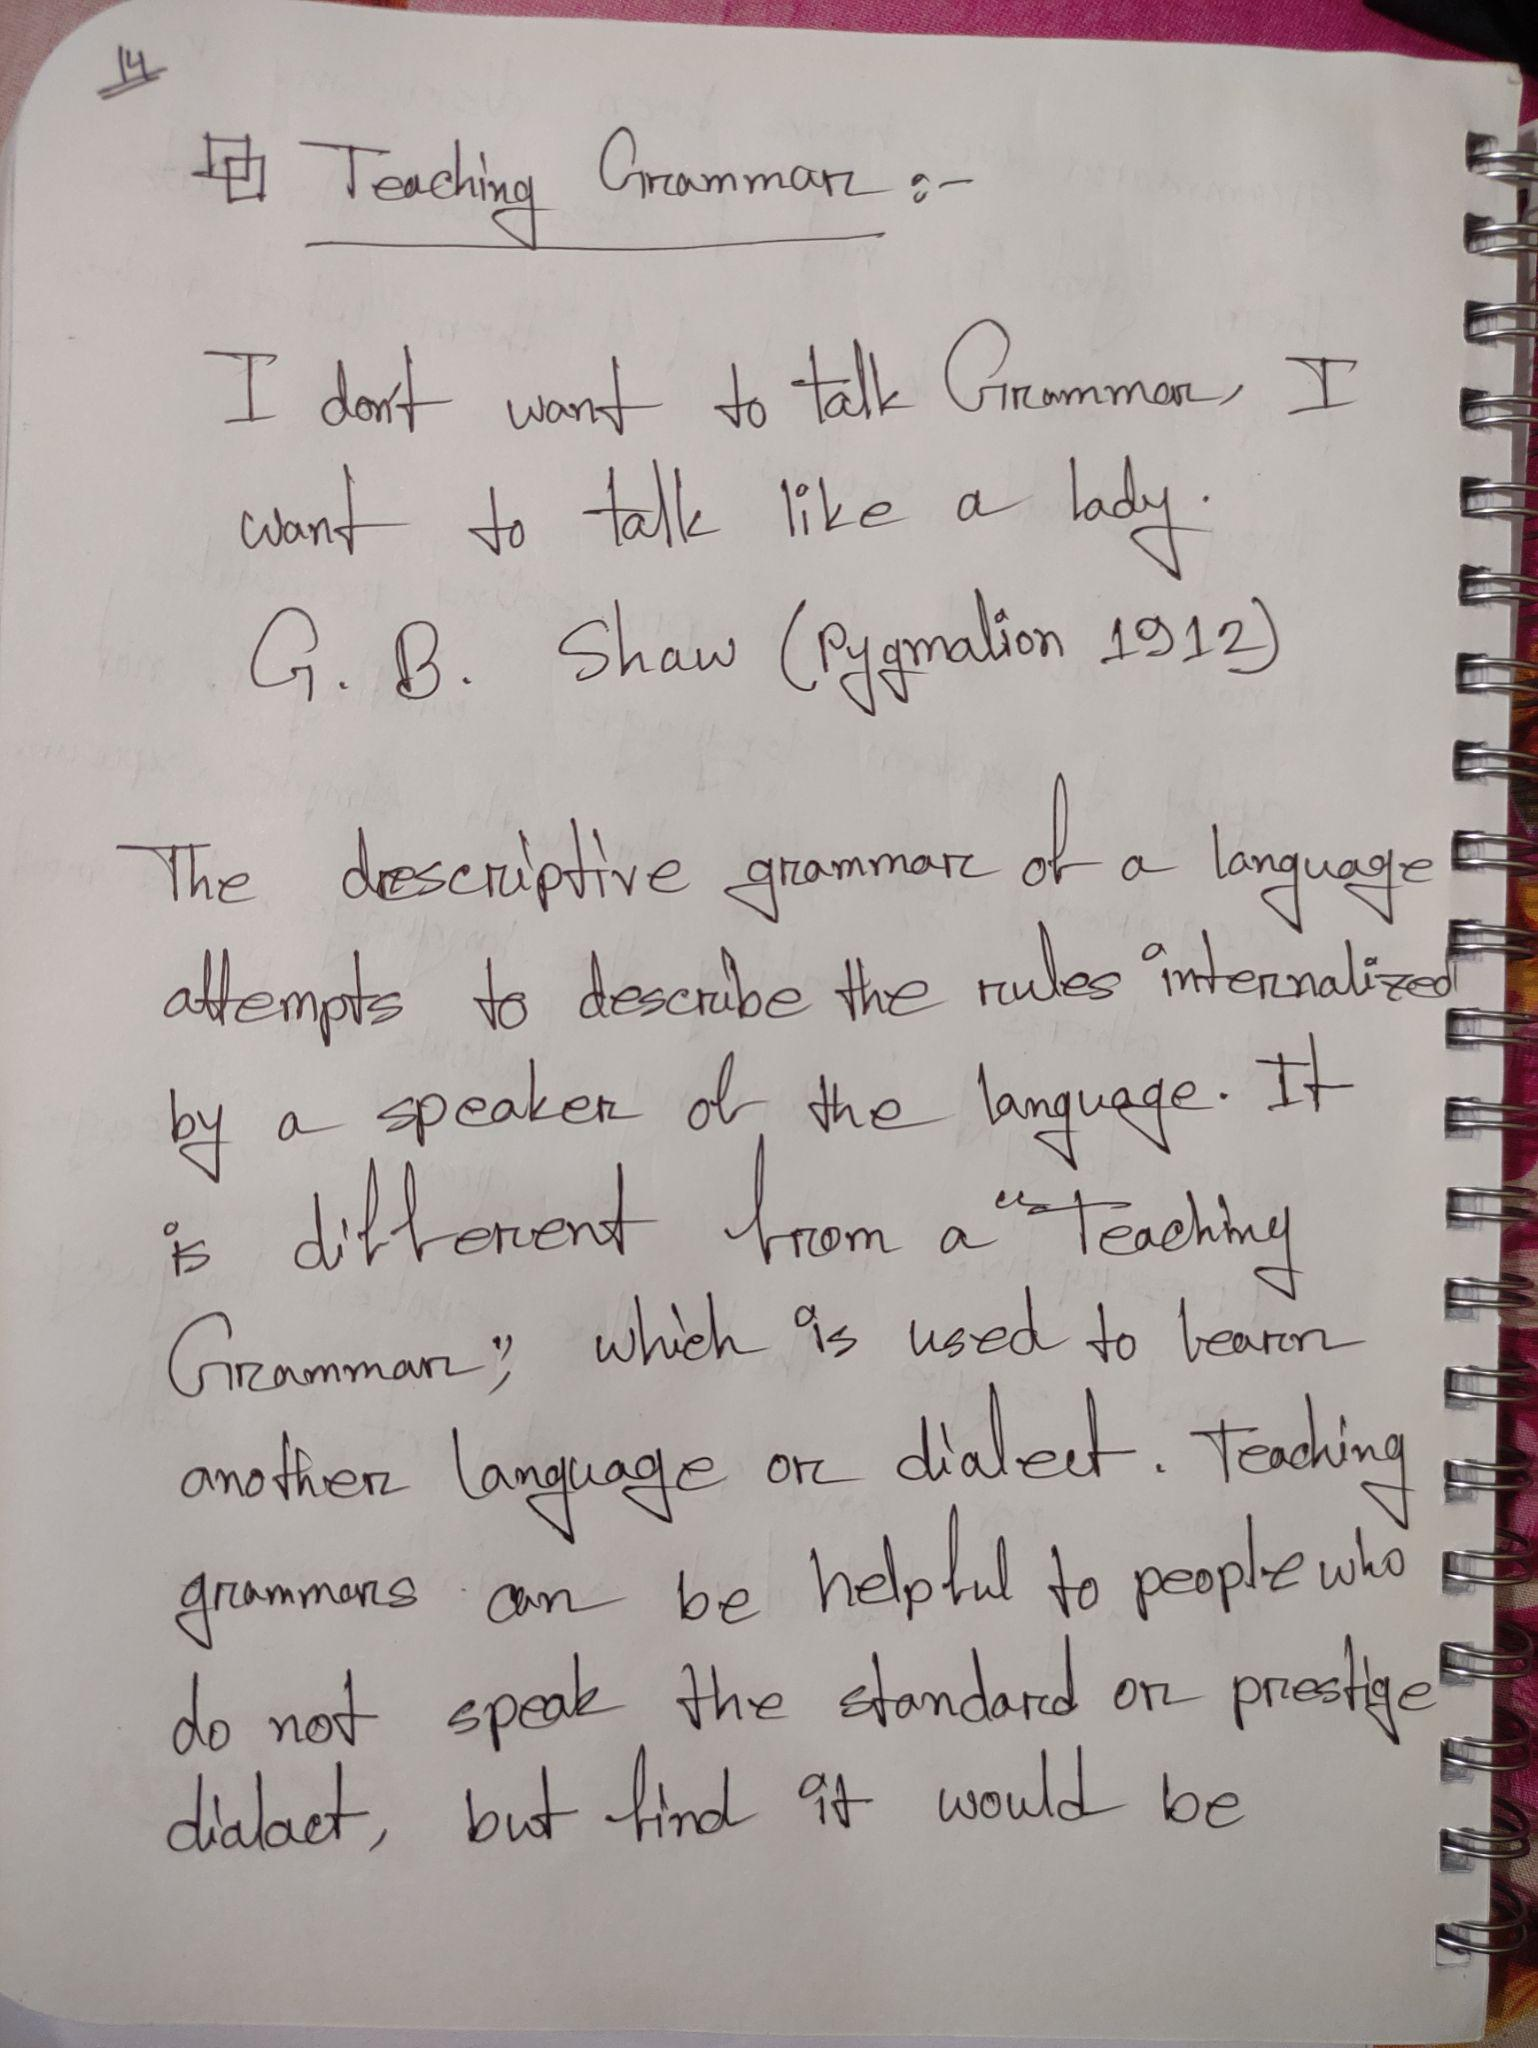 14
Teaching Grammar :-
I don't want to talk Grammar, I
want to talk like a lady.
G. B. Shaw (Pygmalion 1912)
The descriptive grammar of a language
attempts to describe the rules internalized
by a speaker of the language. It
is different from a "Teaching
Grammar", which is used to learn
another language or dialect. Teaching
grammars can be helpful to people who
do not speak the standard or prestige
dialact, but find it would be